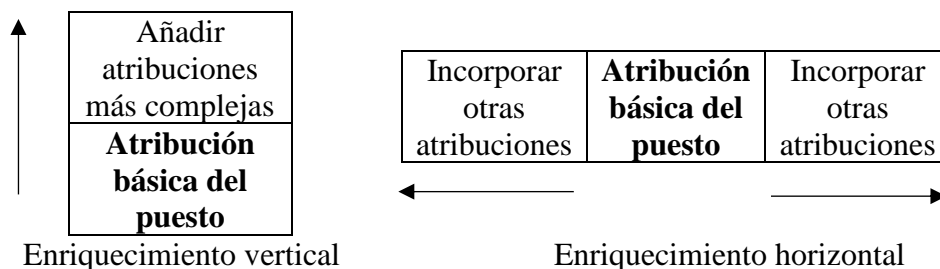 Añadir
atribuciones
más complejas
Atribución
básica del
puesto
Enriquecimiento vertical
Incorporar
otras
atribuciones
Atribución
básica del
puesto
Incorporar
otras
atribuciones
Enriquecimiento horizontal